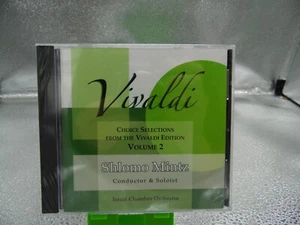 Vivaldi
CHOICE SELECTIONS
FROM THE VIVALDI EDITION
VOLUME 2
Shlomo Mintz
Conductor & Soloist
Israel Chamber Orchestra